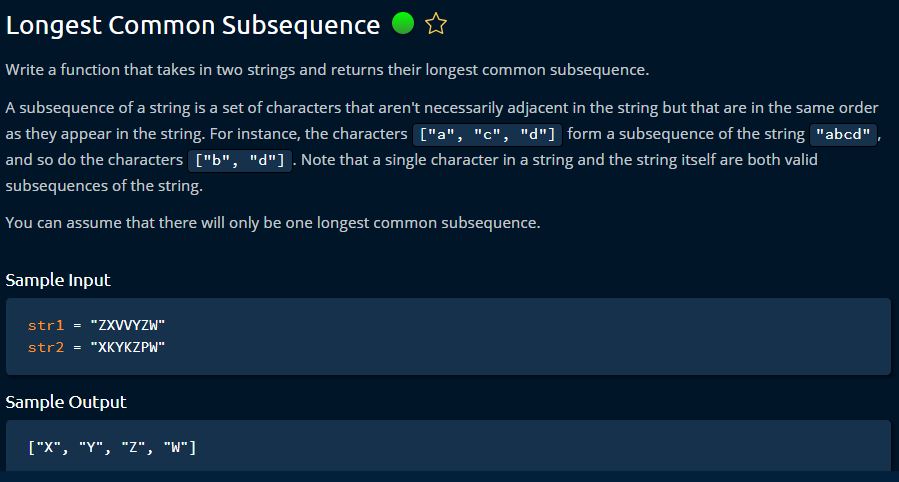 Longest Common Subsequence
Write a function that takes in two strings and returns their longest common subsequence.
A subsequence of a string is a set of characters that aren't necessarily adjacent in the string but that are in the same order
as they appear in the string. For instance, the characters ["a", "c", "d"] form a subsequence of the string "abcd",
and so do the characters ["b", "d"]. Note that a single character in a string and the string itself are both valid
subsequences of the string.
You can assume that there will only be one longest common subsequence.
Sample Input
str1 = "ZXVVYZW"
str2 = "XKYKZPW"
Sample Output
["X", "Y", "Z", "W"]